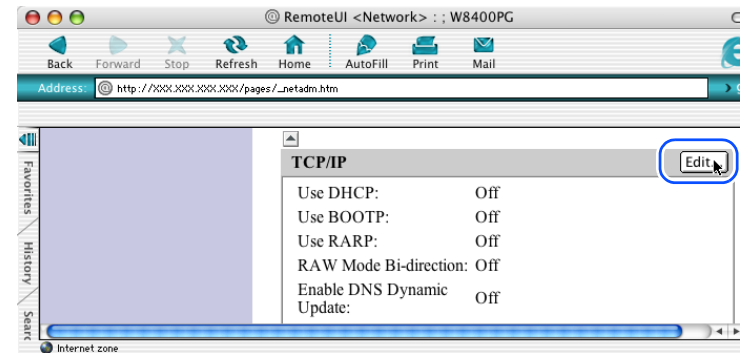 @ RemoteUI <Network> : ; W8400PG
Back Forward Stop Refresh Home AutoFill Print Mail
Address: @ http://XXX.XXX.XXX.XXX/pages/_netadm.htm
TCP/IP Edit...
Use DHCP: Off
Use BOOTP: Off
Use RARP: Off
RAW Mode Bi-direction: Off
Enable DNS Dynamic
Update: Off
Favorites
History
Internet zone